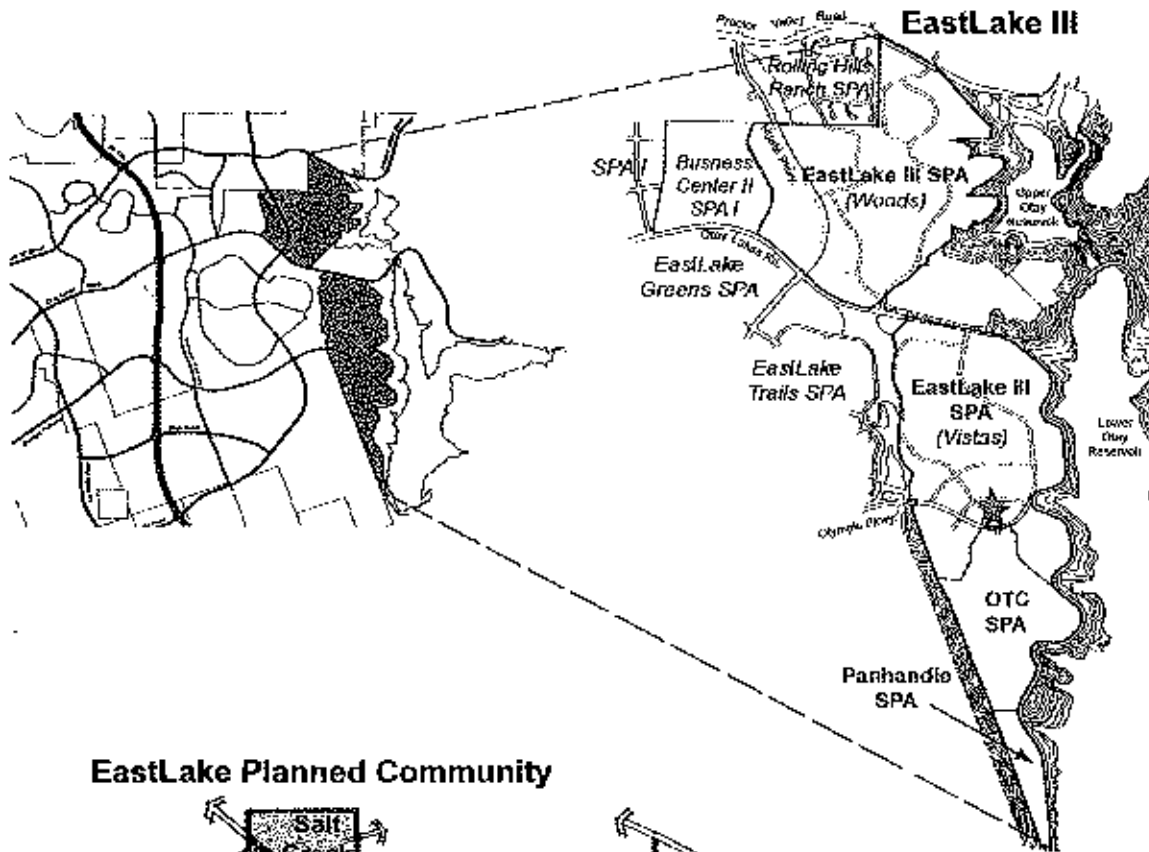 EastLake III
Proctor Valley Road
Rolling Hills
Ranch SPA
SPA I
Busness
Center II
SPA I
EastLake III SPA
(Woods)
Upper
Otay
Reservoir
Otay Lakes Rd.
EastLake
Greens SPA
EastLake
Trails SPA
EastLake III
SPA
(Vistas)
Lower
Otay
Reservoir
Olympic Pkwy.
OTC
SPA
Panhandle
SPA
EastLake Planned Community
Salt